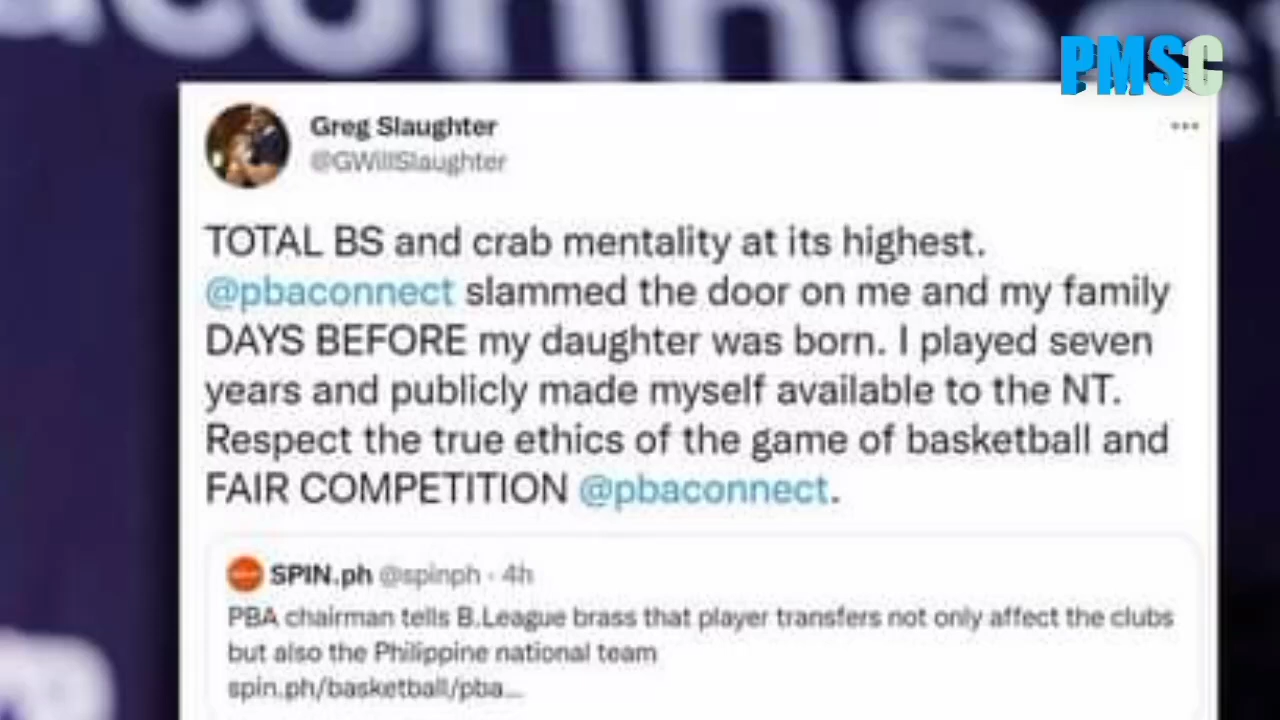 aconnect
PMSC
Greg Slaughter
@GWillSlaughter
TOTAL BS and crab mentality at its highest.
@pbaconnect slammed the door on me and my family
DAYS BEFORE my daughter was born. I played seven
years and publicly made myself available to the NT.
Respect the true ethics of the game of basketball and
FAIR COMPETITION @pbaconnect.
SPIN.ph @spinph · 4h
PBA chairman tells B.League brass that player transfers not only affect the clubs
but also the Philippine national team
spin.ph/basketball/pba...